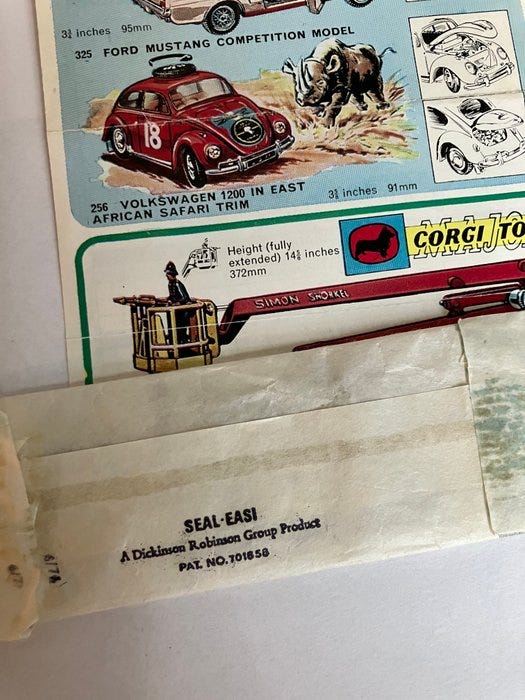 3¾ inches 95mm
325 FORD MUSTANG COMPETITION MODEL
18
256 VOLKSWAGEN 1200 IN EAST
AFRICAN SAFARI TRIM
3⅝ inches 91mm
Height (fully
extended) 14⅝ inches
372mm
CORGI TO
MAJO
SIMON SNORKEL
SEAL-EASI
A Dickinson Robinson Group Product
PAT. NO. 701858